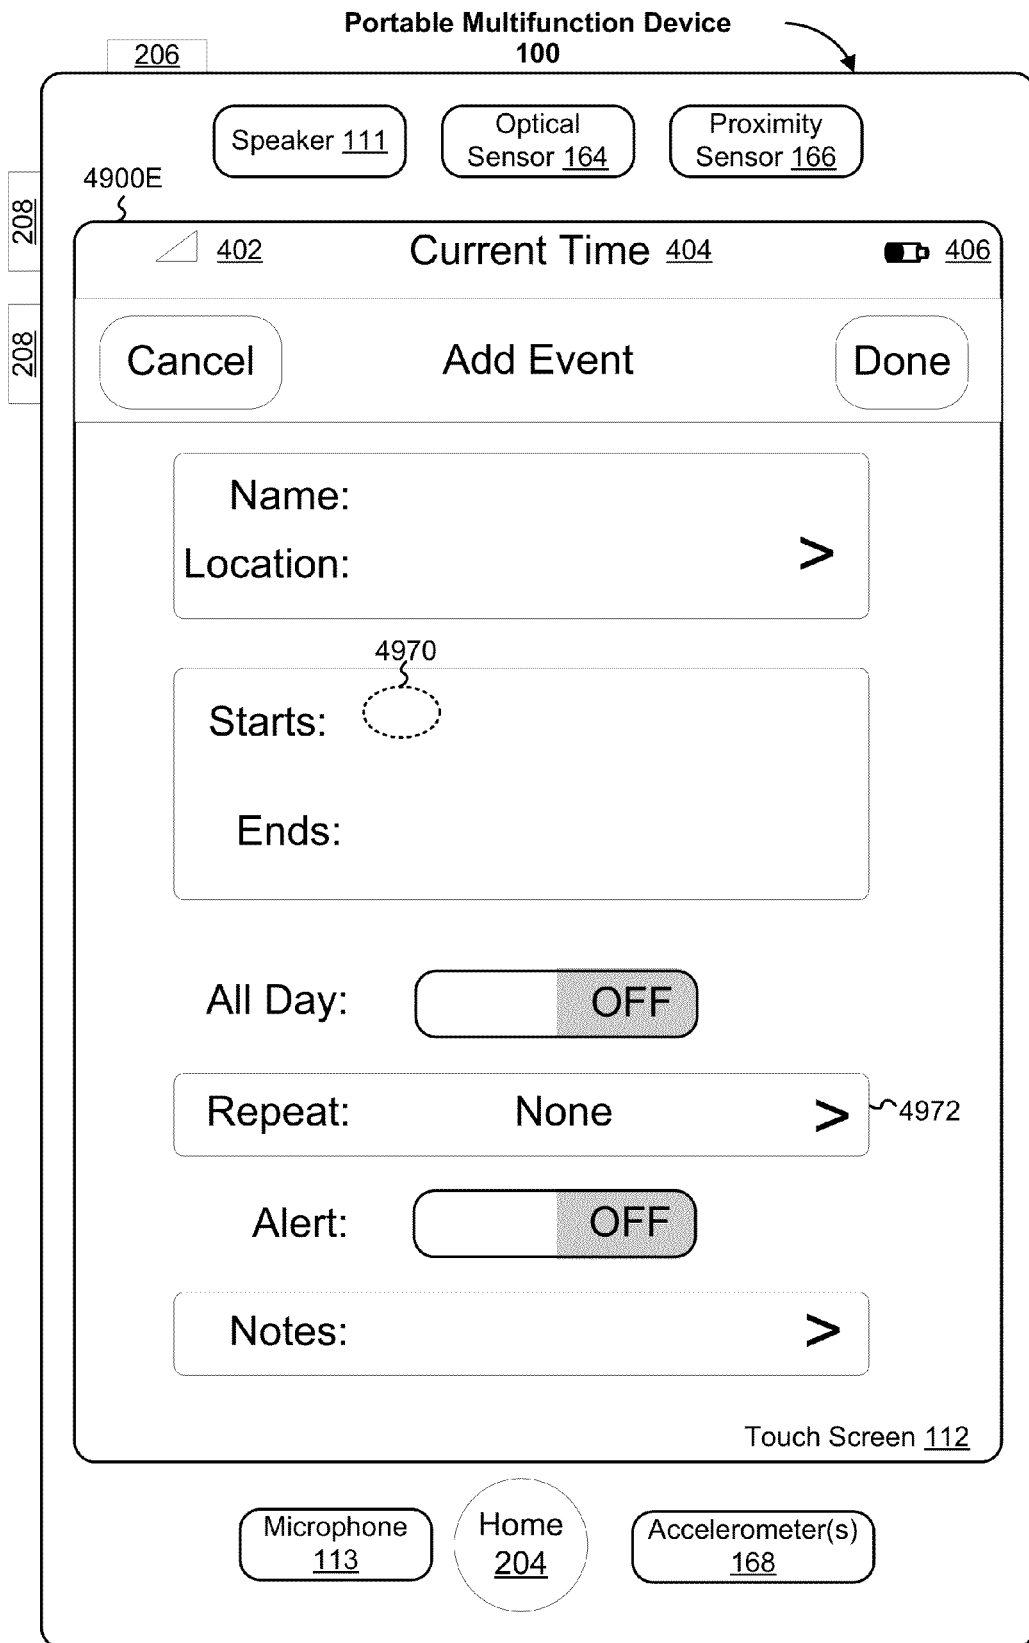 Portable Multifunction Device
100
206
Speaker 111
Optical
Sensor 164
Proximity
Sensor 166
4900E
208
402
Current Time 404
406
208
Cancel
Add Event
Done
Name:
Location:
>
4970
Starts:
Ends:
All Day:
OFF
Repeat:
None
>
4972
Alert:
OFF
Notes:
>
Touch Screen 112
Microphone
113
Home
204
Accelerometer(s)
168